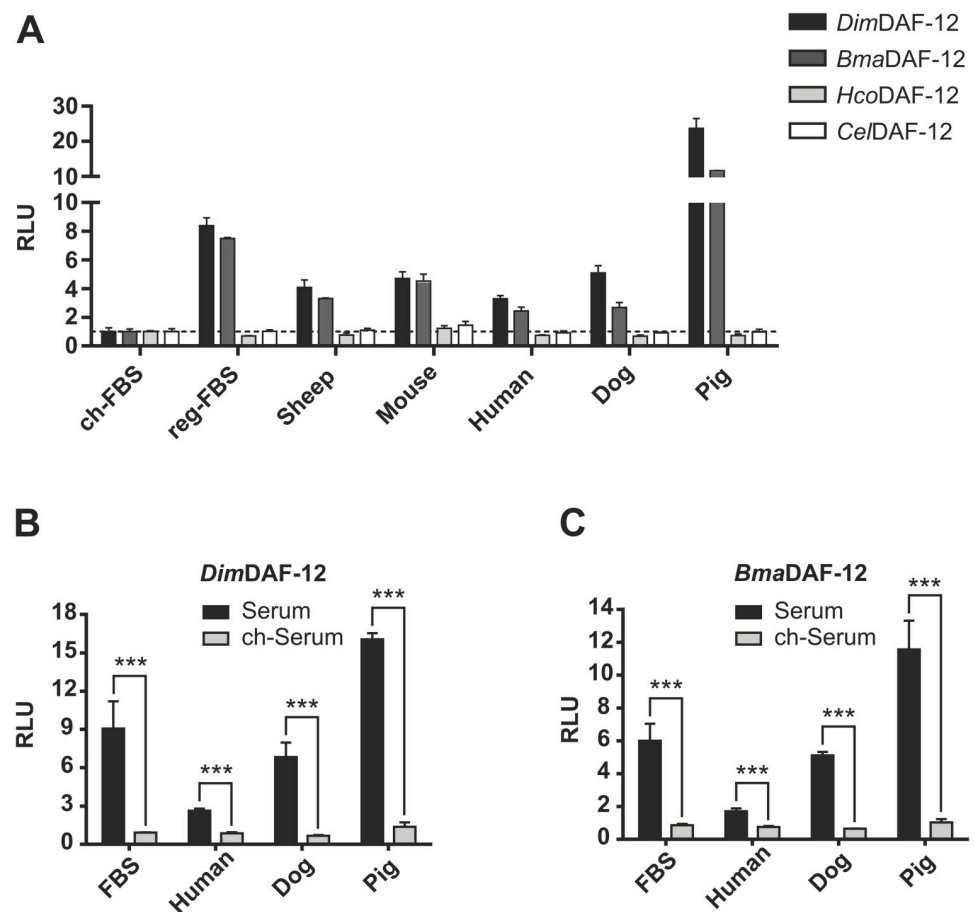 A
DimDAF-12
BmaDAF-12
HcoDAF-12
CelDAF-12
30
20
10
10
8
6
4
2
0
RLU
ch-FBS
reg-FBS
Sheep
Mouse
Human
Dog
Pig
B
DimDAF-12
Serum
ch-Serum
18
15
12
9
6
3
0
RLU
***
***
***
***
FBS
Human
Dog
Pig
C
BmaDAF-12
Serum
ch-Serum
14
12
10
8
6
4
2
0
RLU
***
***
***
***
FBS
Human
Dog
Pig